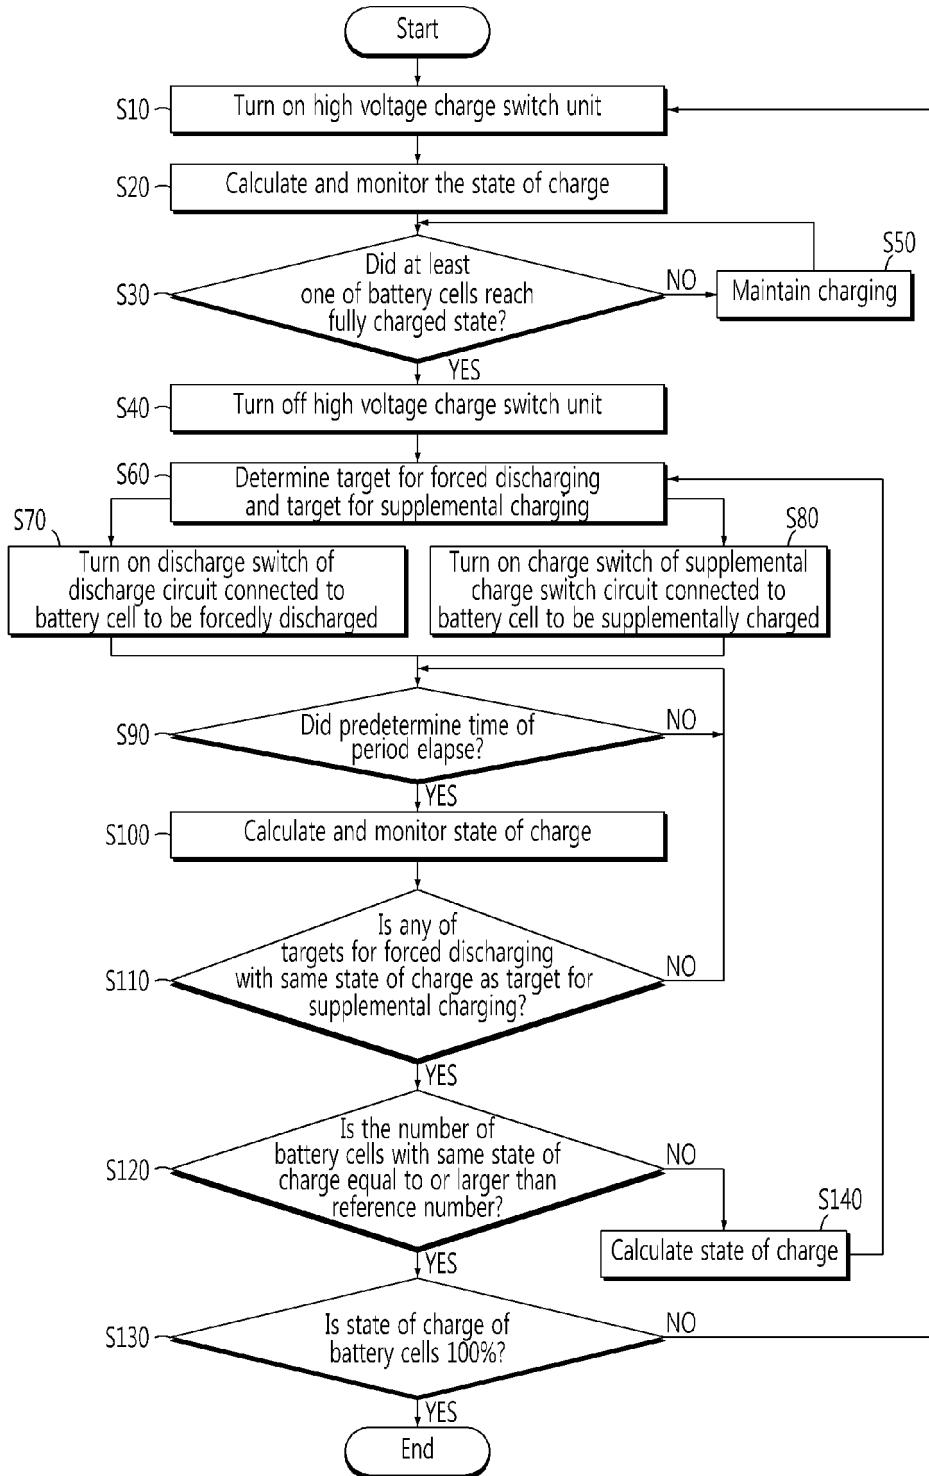 Start
S10
Turn on high voltage charge switch unit
S20
Calculate and monitor the state of charge
S30
Did at least
one of battery cells reach
fully charged state?
NO
S50
Maintain charging
YES
S40
Turn off high voltage charge switch unit
S60
Determine target for forced discharging
and target for supplemental charging
S70
Turn on discharge switch of
discharge circuit connected to
battery cell to be forcedly discharged
S80
Turn on charge switch of supplemental
charge switch circuit connected to
battery cell to be supplementally charged
S90
Did predetermine time of
period elapse?
NO
YES
S100
Calculate and monitor state of charge
S110
Is any of
targets for forced discharging
with same state of charge as target for
supplemental charging?
NO
YES
S120
Is the number of
battery cells with same state of
charge equal to or larger than
reference number?
NO
S140
Calculate state of charge
YES
S130
Is state of charge of
battery cells 100%?
NO
YES
End